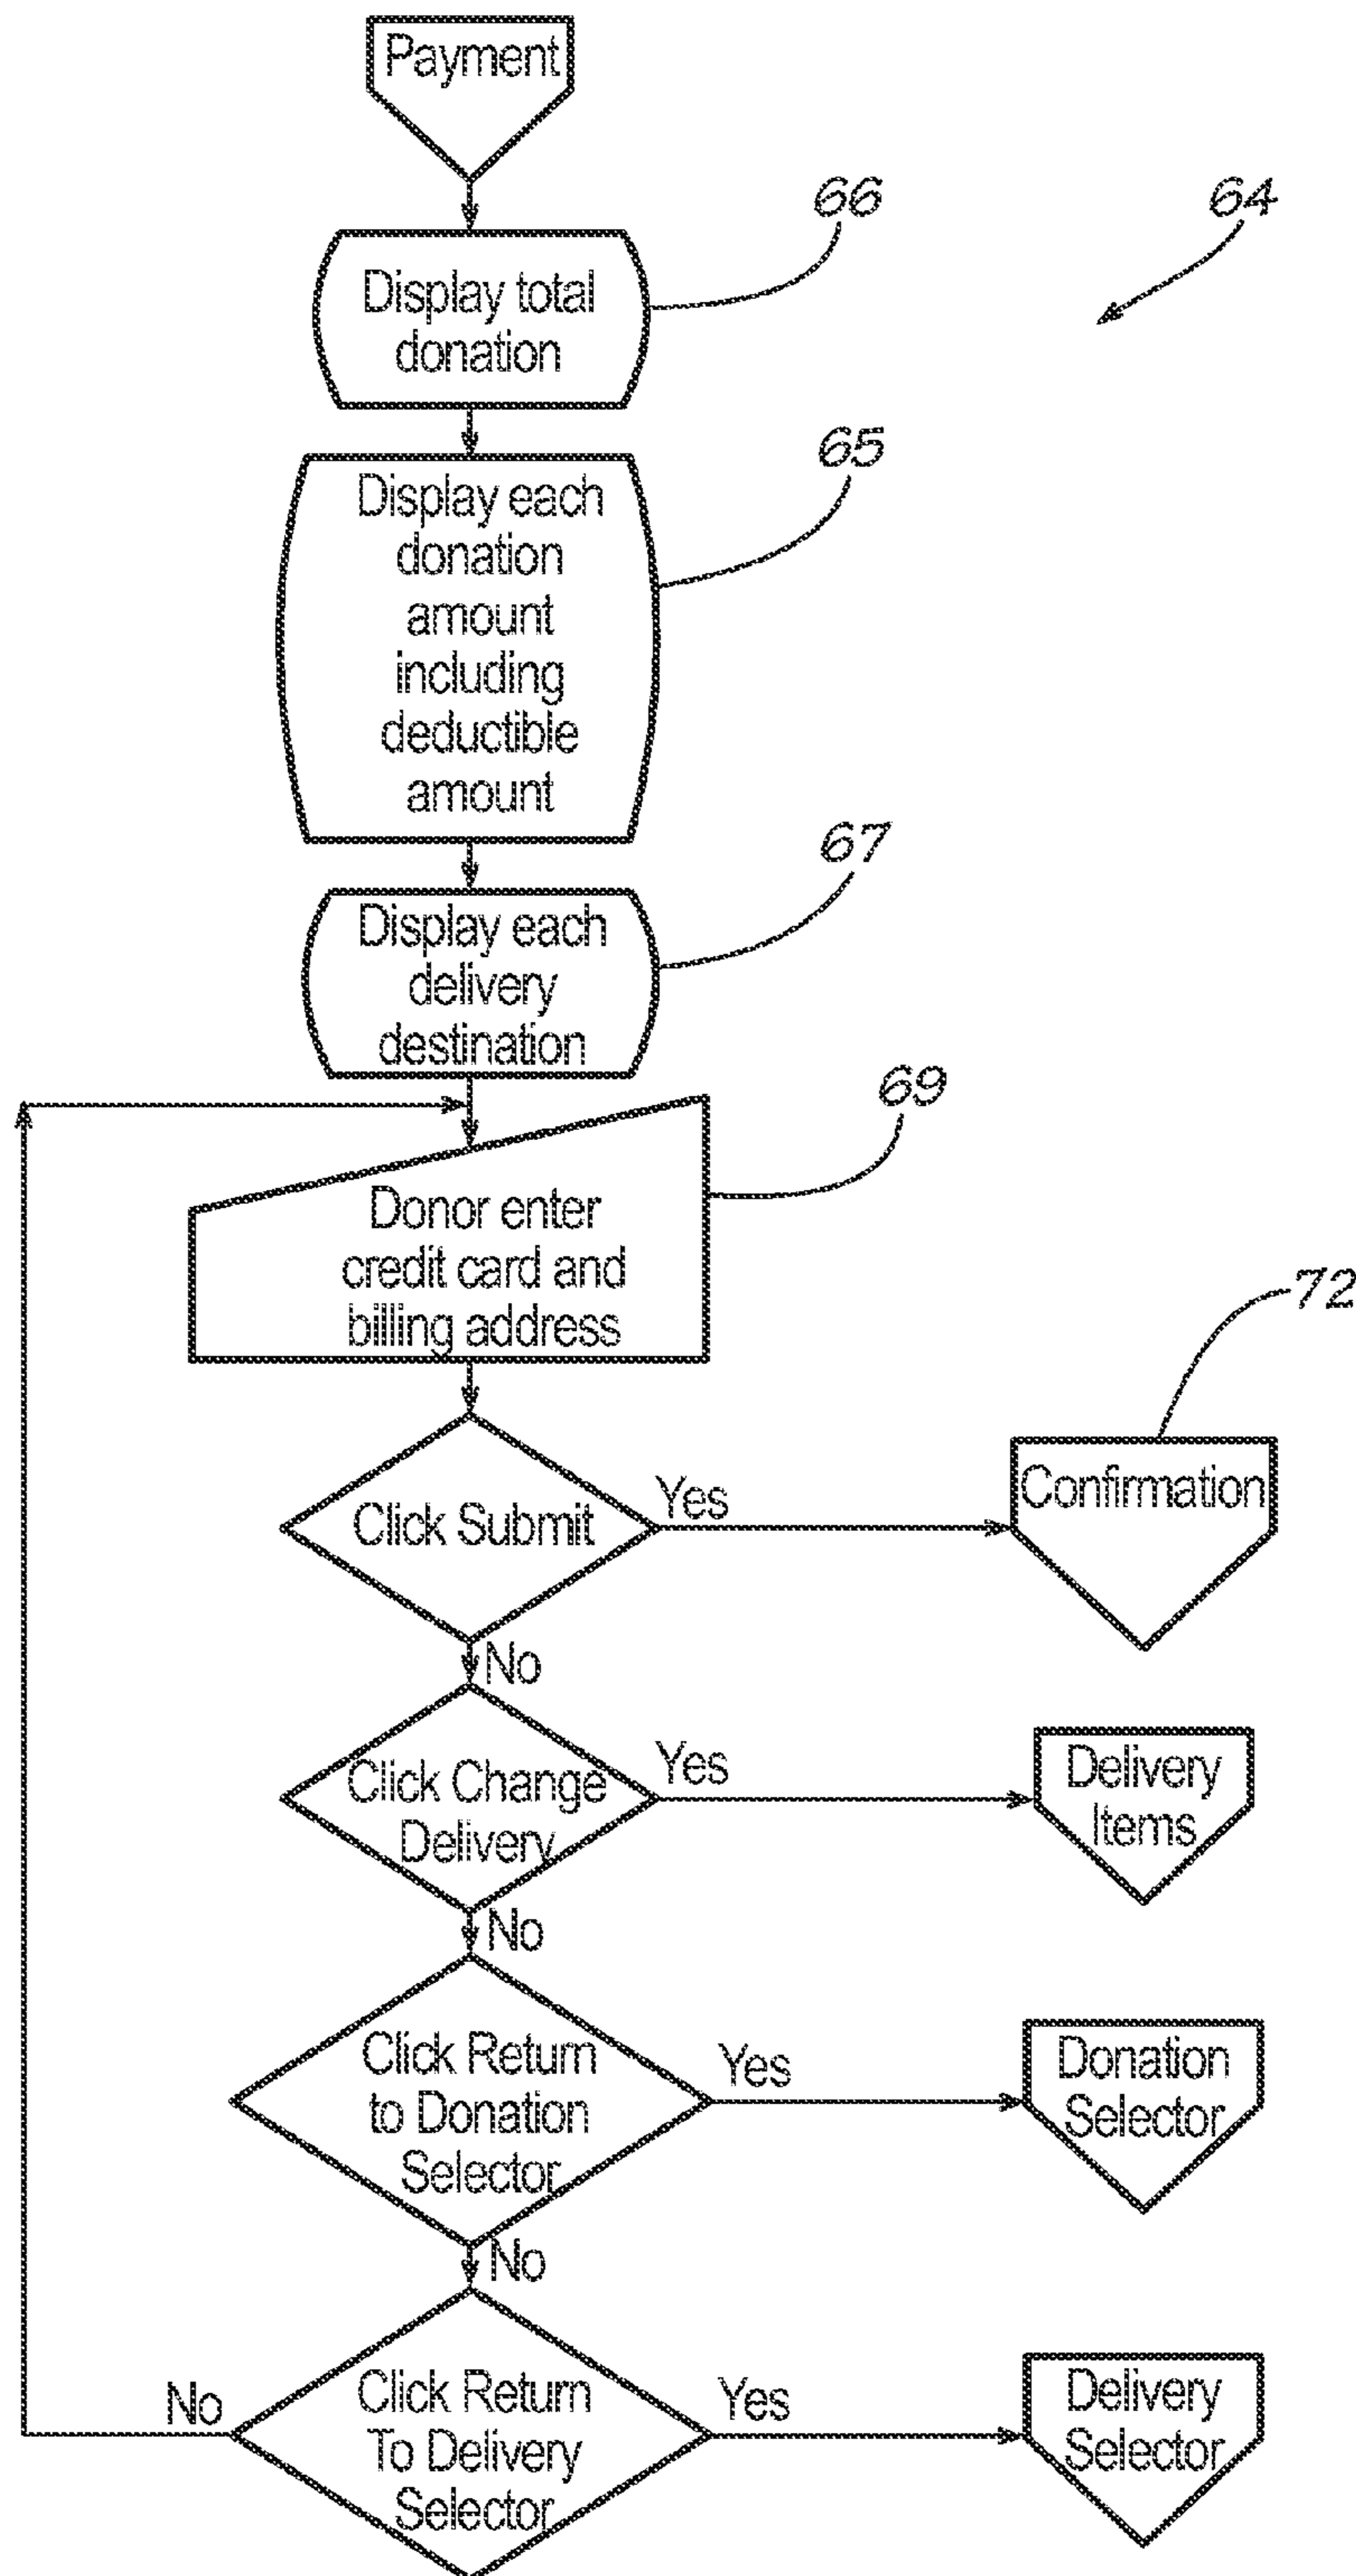 Payment
66
64
Display total
donation
65
Display each
donation
amount
including
deductible
amount
67
Display each
delivery
destination
69
Donor enter
credit card and
billing address
72
Click Submit
Yes
Confirmation
No
Click Change
Delivery
Yes
Delivery
Items
No
Click Return
to Donation
Selector
Yes
Donation
Selector
No
Click Return
To Delivery
Selector
No
Yes
Delivery
Selector